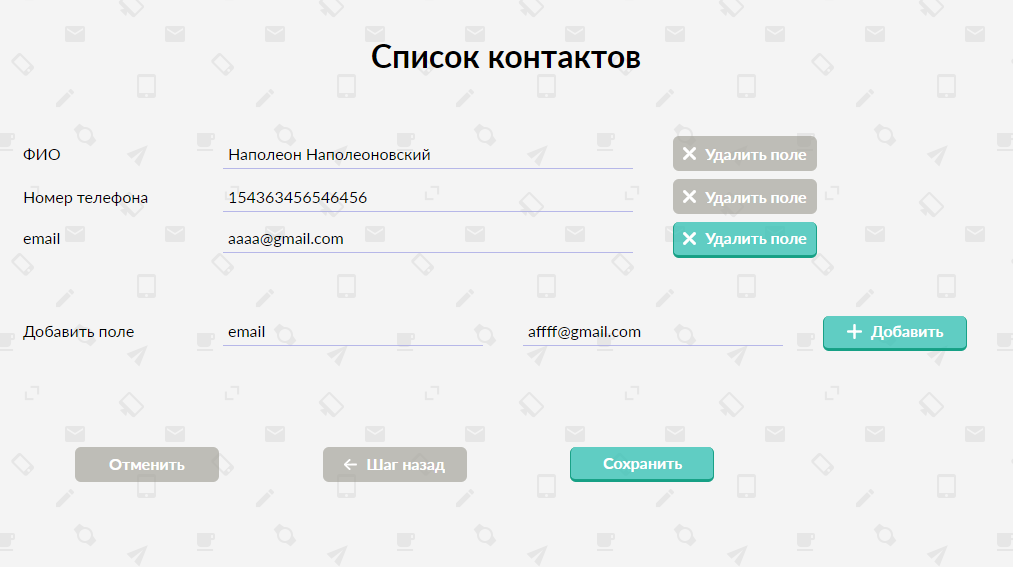 Список контактов
ФИО Наполеон Наполеоновский Удалить поле
Номер телефона 154363456546456 Удалить поле
email aaaa@gmail.com Удалить поле
Добавить поле email affff@gmail.com Добавить
Отменить Шаг назад Сохранить